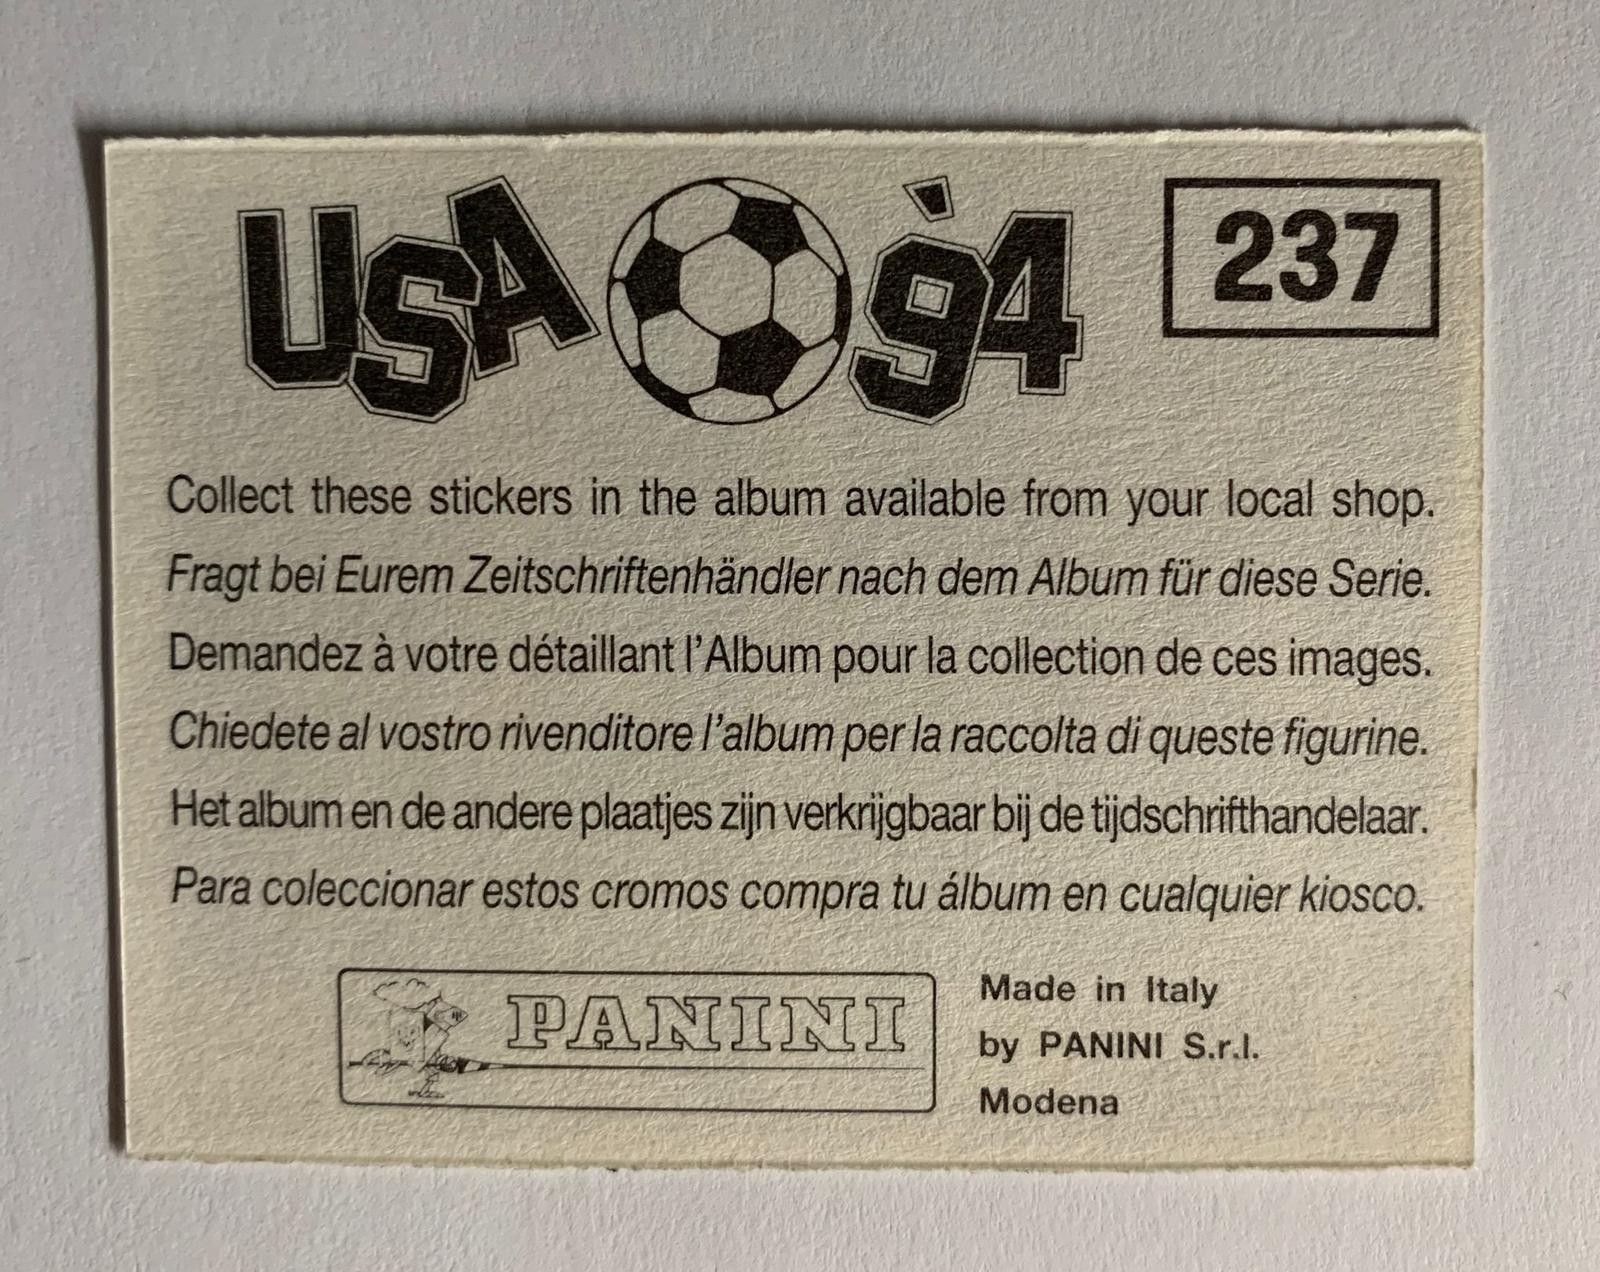 USA '94
237
Collect these stickers in the album available from your local shop.
Fragt bei Eurem Zeitschriftenhändler nach dem Album für diese Serie.
Demandez à votre détaillant l'Album pour la collection de ces images.
Chiedete al vostro rivenditore l'album per la raccolta di queste figurine.
Het album en de andere plaatjes zijn verkrijgbaar bij de tijdschrifthandelaar.
Para coleccionar estos cromos compra tu álbum en cualquier kiosco.
PANINI
Made in Italy
by PANINI S.r.l.
Modena